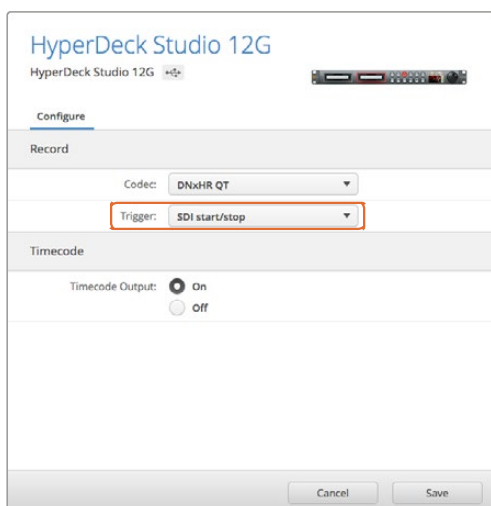 HyperDeck Studio 12G
HyperDeck Studio 12G
Configure
Record
Codec: DNxHR QT
Trigger: SDI start/stop
Timecode
Timecode Output: On
Off
Cancel Save